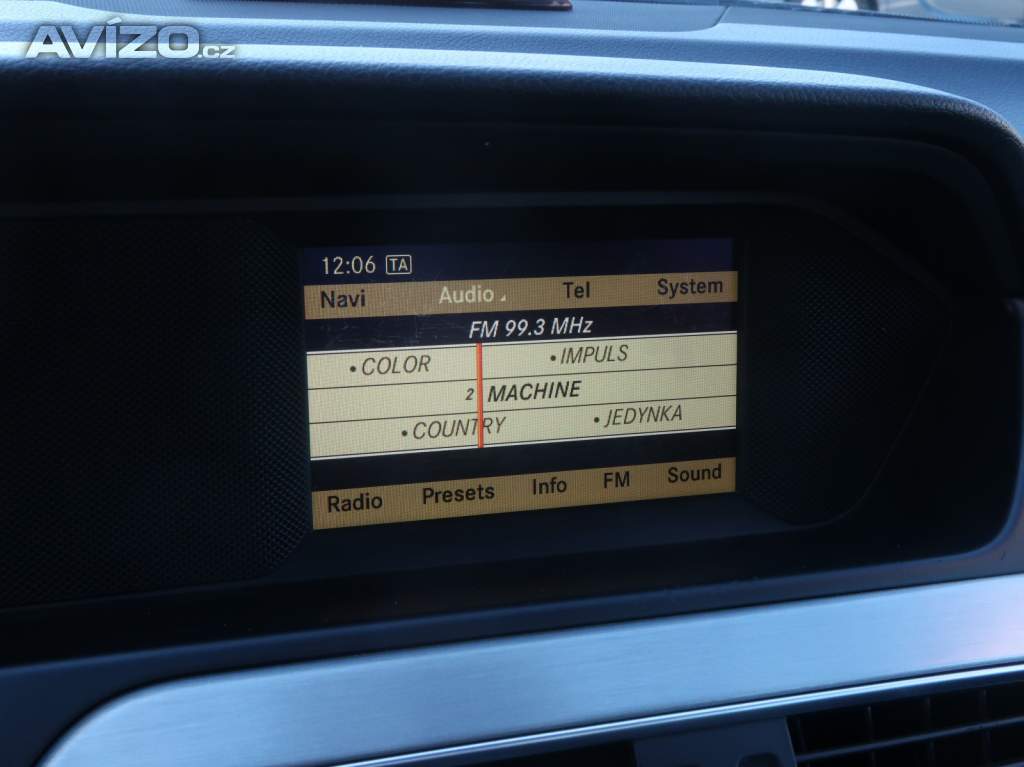 AVÍZO.cz
12:06 TA
Navi Audio Tel System
FM 99.3 MHz
• COLOR • IMPULS
2 MACHINE
• COUNTRY • JEDYNKA
Radio Presets Info FM Sound